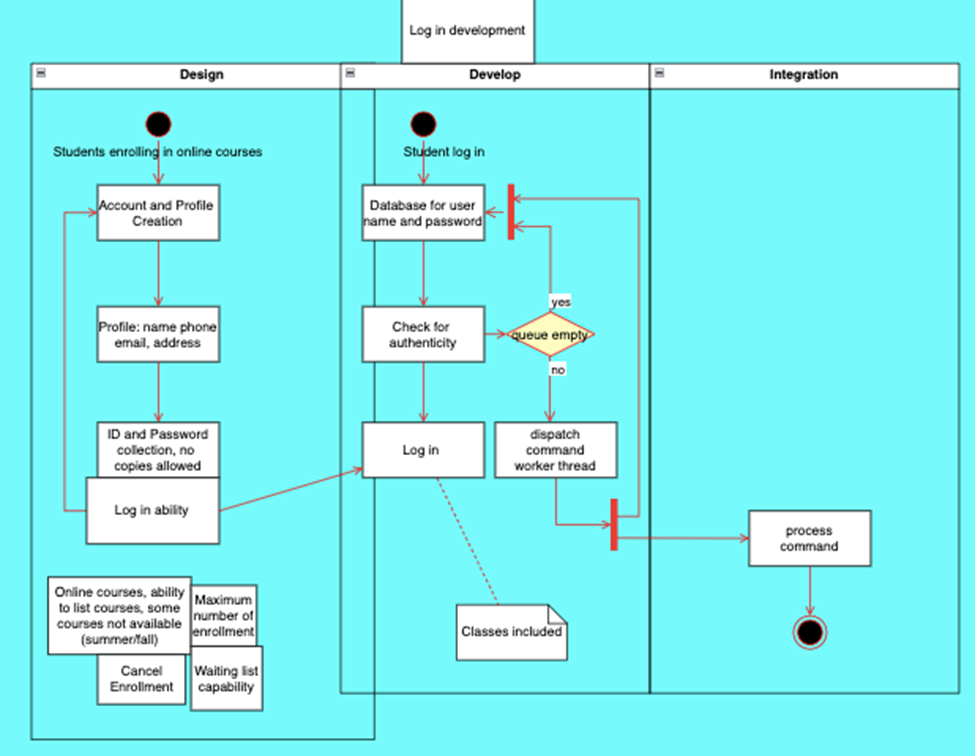 Log in development
Design
Develop
Integration
Students enrolling in online courses
Account and Profile
Creation
Profile: name phone
email, address
ID and Password
collection, no
copies allowed
Log in ability
Online courses, ability
to list courses, some
courses not available
(summer/fall)
Maximum
number of
enrollment
Cancel
Enrollment
Waiting list
capability
Student log in
Database for user
name and password
Check for
authenticity
queue empty
yes
no
Log in
dispatch
command
worker thread
Classes included
process
command